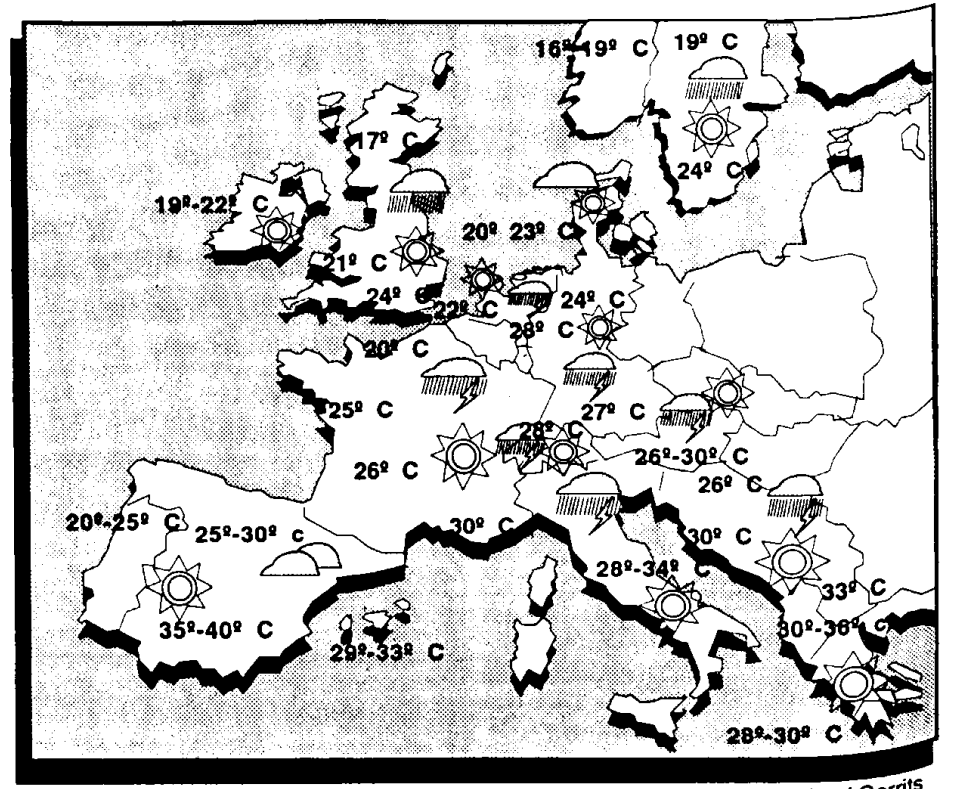 16º-19º C
19º C
17º C
24º C
19º-22º C
20º 23º C
21º C
24º C
22º C
24º C
28º C
20º C
25º C
27º C
28º C
26º C
26º-30º C
26º C
20º-25º C
25º-30º c
30º C
30º C
28º-34º C
33º C
35º-40º C
29º-33º C
30º-36º c
28º-30º C
Gerrits